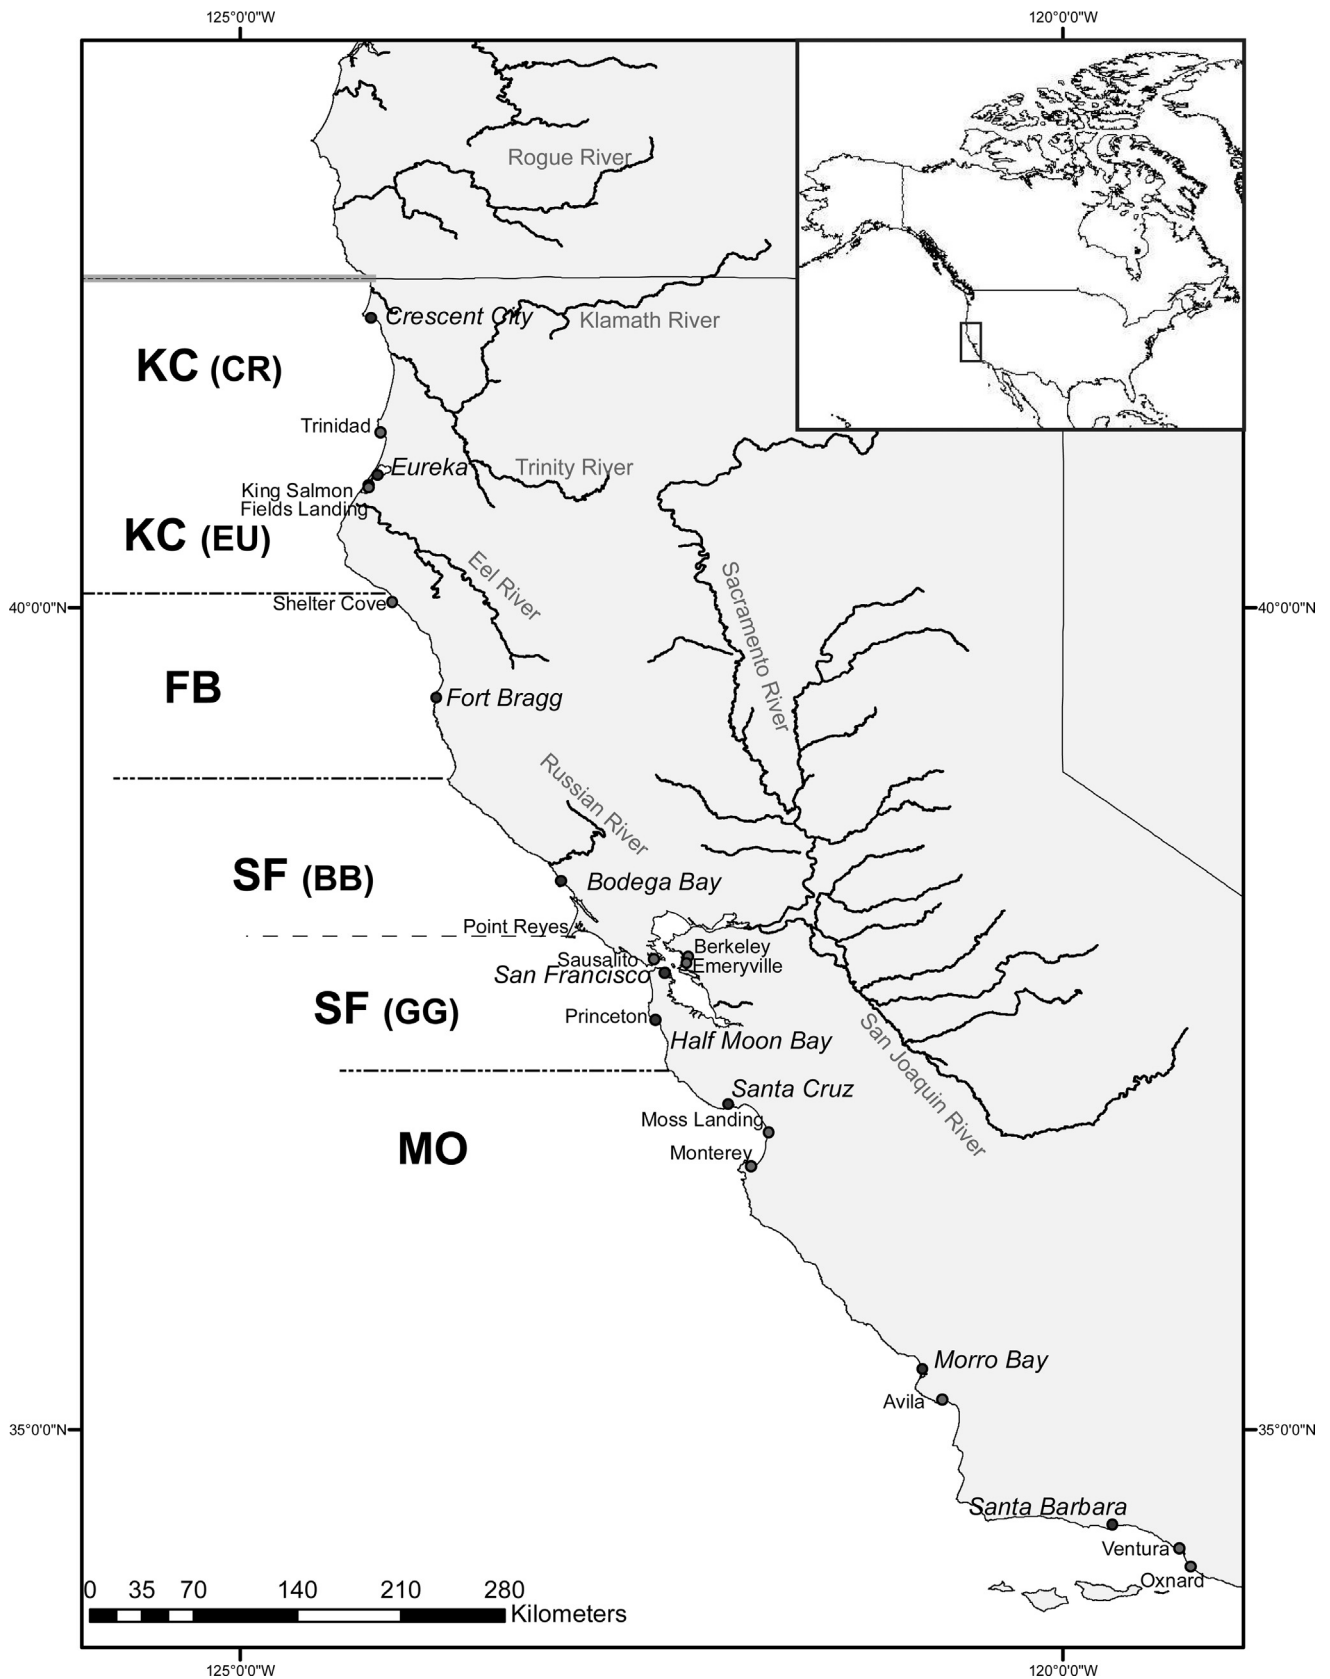 125°0'0"W
120°0'0"W
Rogue River
Crescent City
Klamath River
KC (CR)
Trinidad
Eureka
Trinity River
King Salmon
Fields Landing
KC (EU)
Eel River
Sacramento River
Shelter Cove
40°0'0"N
40°0'0"N
FB
Fort Bragg
Russian River
SF (BB)
Bodega Bay
Point Reyes
Berkeley
Sausalito
Emeryville
San Francisco
SF (GG)
Princeton
Half Moon Bay
San Joaquin River
Santa Cruz
Moss Landing
MO
Monterey
Morro Bay
Avila
35°0'0"N
35°0'0"N
Santa Barbara
Ventura
Oxnard
0 35 70 140 210 280
Kilometers
125°0'0"W
120°0'0"W